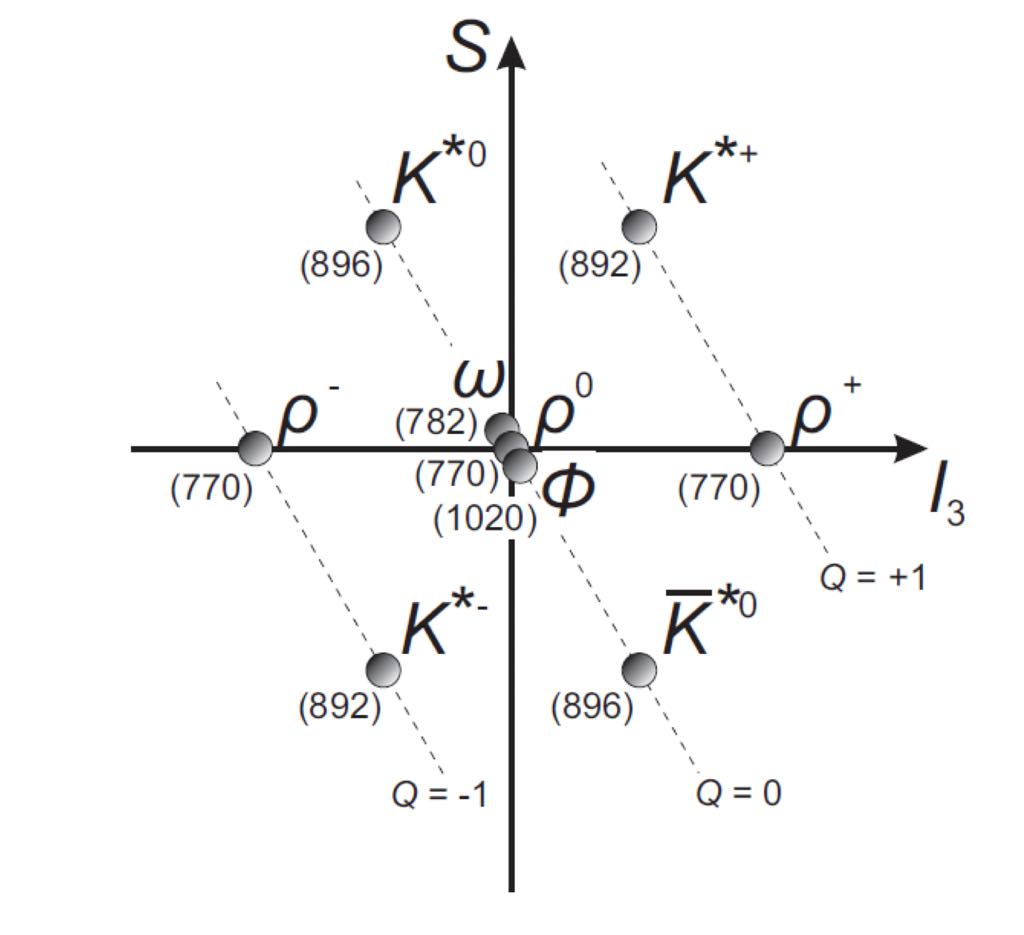 S
K*0
K*+
(896)
(892)
ω
ρ-
(782)
ρ0
ρ+
(770)
(770)
Φ
(770)
I3
(1020)
Q = +1
K*-
K̅*0
(892)
(896)
Q = -1
Q = 0